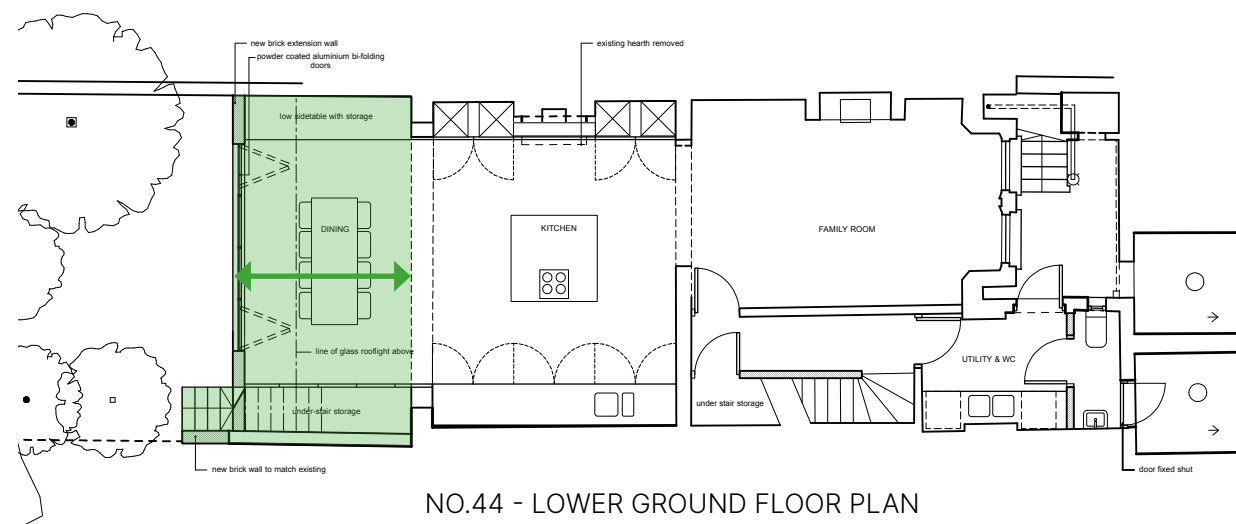 new brick extension wall
existing hearth removed
powder coated aluminium bi-folding
doors
low sidetable with storage
DINING
KITCHEN
FAMILY ROOM
line of glass rooflight above
UTILITY & WC
under-stair storage
under stair storage
new brick wall to match existing
door fixed shut
NO.44 - LOWER GROUND FLOOR PLAN